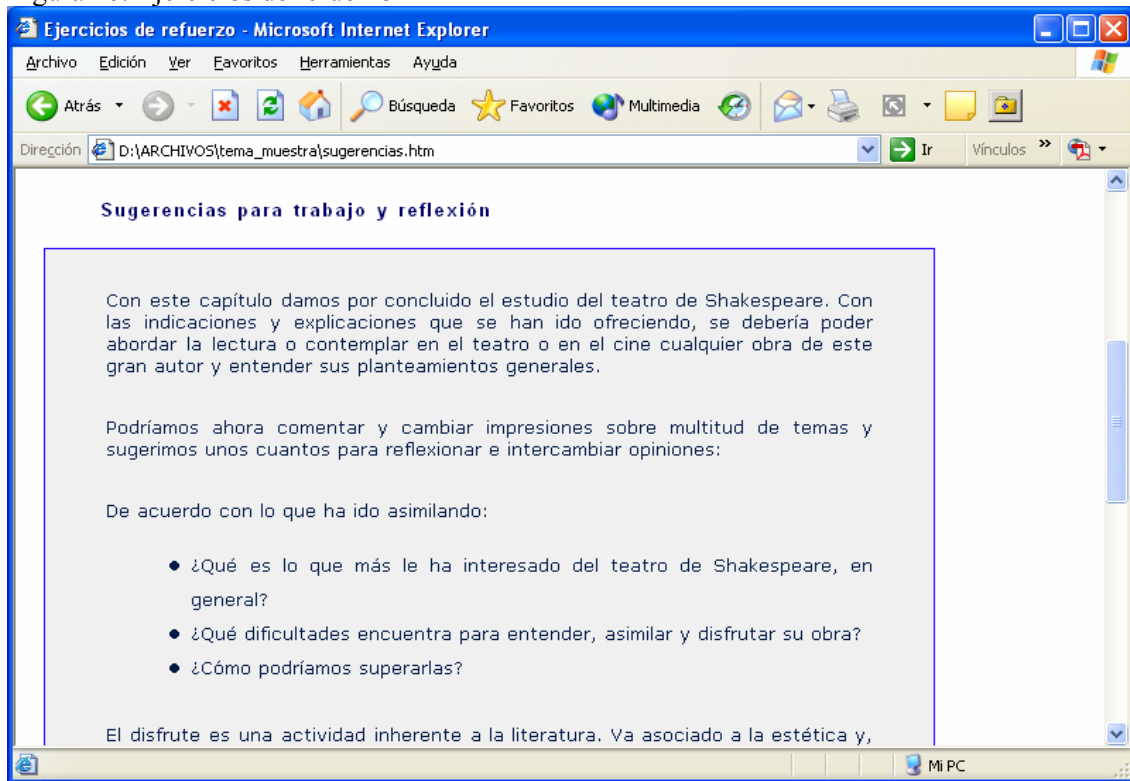 Ejercicios de refuerzo - Microsoft Internet Explorer
Archivo Edición Ver Favoritos Herramientas Ayuda
Atrás Búsqueda Favoritos Multimedia
Dirección D:\ARCHIVOS\tema_muestra\sugerencias.htm Ir Vínculos »
Sugerencias para trabajo y reflexión
Con este capítulo damos por concluido el estudio del teatro de Shakespeare. Con
las indicaciones y explicaciones que se han ido ofreciendo, se debería poder
abordar la lectura o contemplar en el teatro o en el cine cualquier obra de este
gran autor y entender sus planteamientos generales.
Podríamos ahora comentar y cambiar impresiones sobre multitud de temas y
sugerimos unos cuantos para reflexionar e intercambiar opiniones:
De acuerdo con lo que ha ido asimilando:
● ¿Qué es lo que más le ha interesado del teatro de Shakespeare, en
general?
● ¿Qué dificultades encuentra para entender, asimilar y disfrutar su obra?
● ¿Cómo podríamos superarlas?
El disfrute es una actividad inherente a la literatura. Va asociado a la estética y,
Mi PC